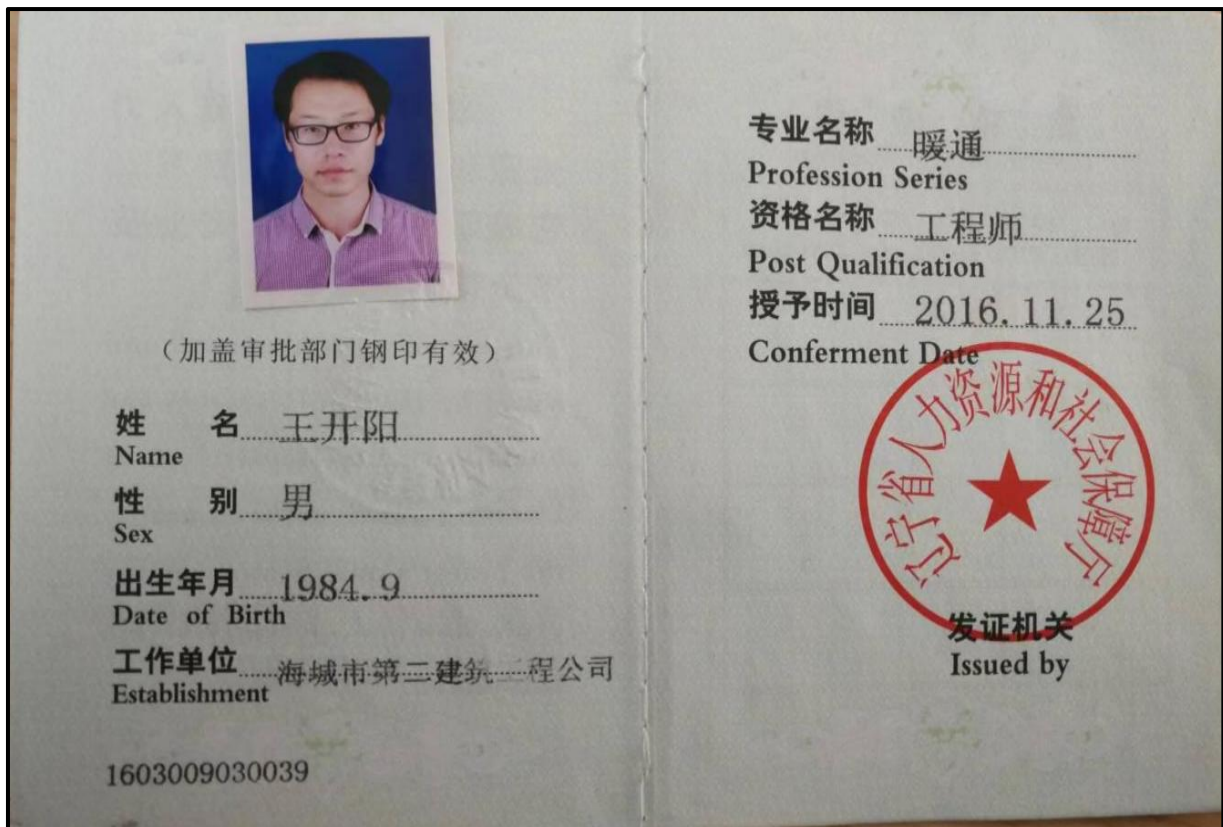 （加盖审批部门钢印有效）
姓 名 王开阳
Name
性 别 男
Sex
出生年月 1984.9
Date of Birth
工作单位 海城市第二建筑工程公司
Establishment
1603009030039
专业名称 暖通
Profession Series
资格名称 工程师
Post Qualification
授予时间 2016.11.25
Conferment Date
辽宁省人力资源和社会保障厅
发证机关
Issued by